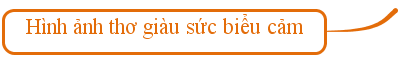 Hình ảnh thơ giàu sức biểu cảm